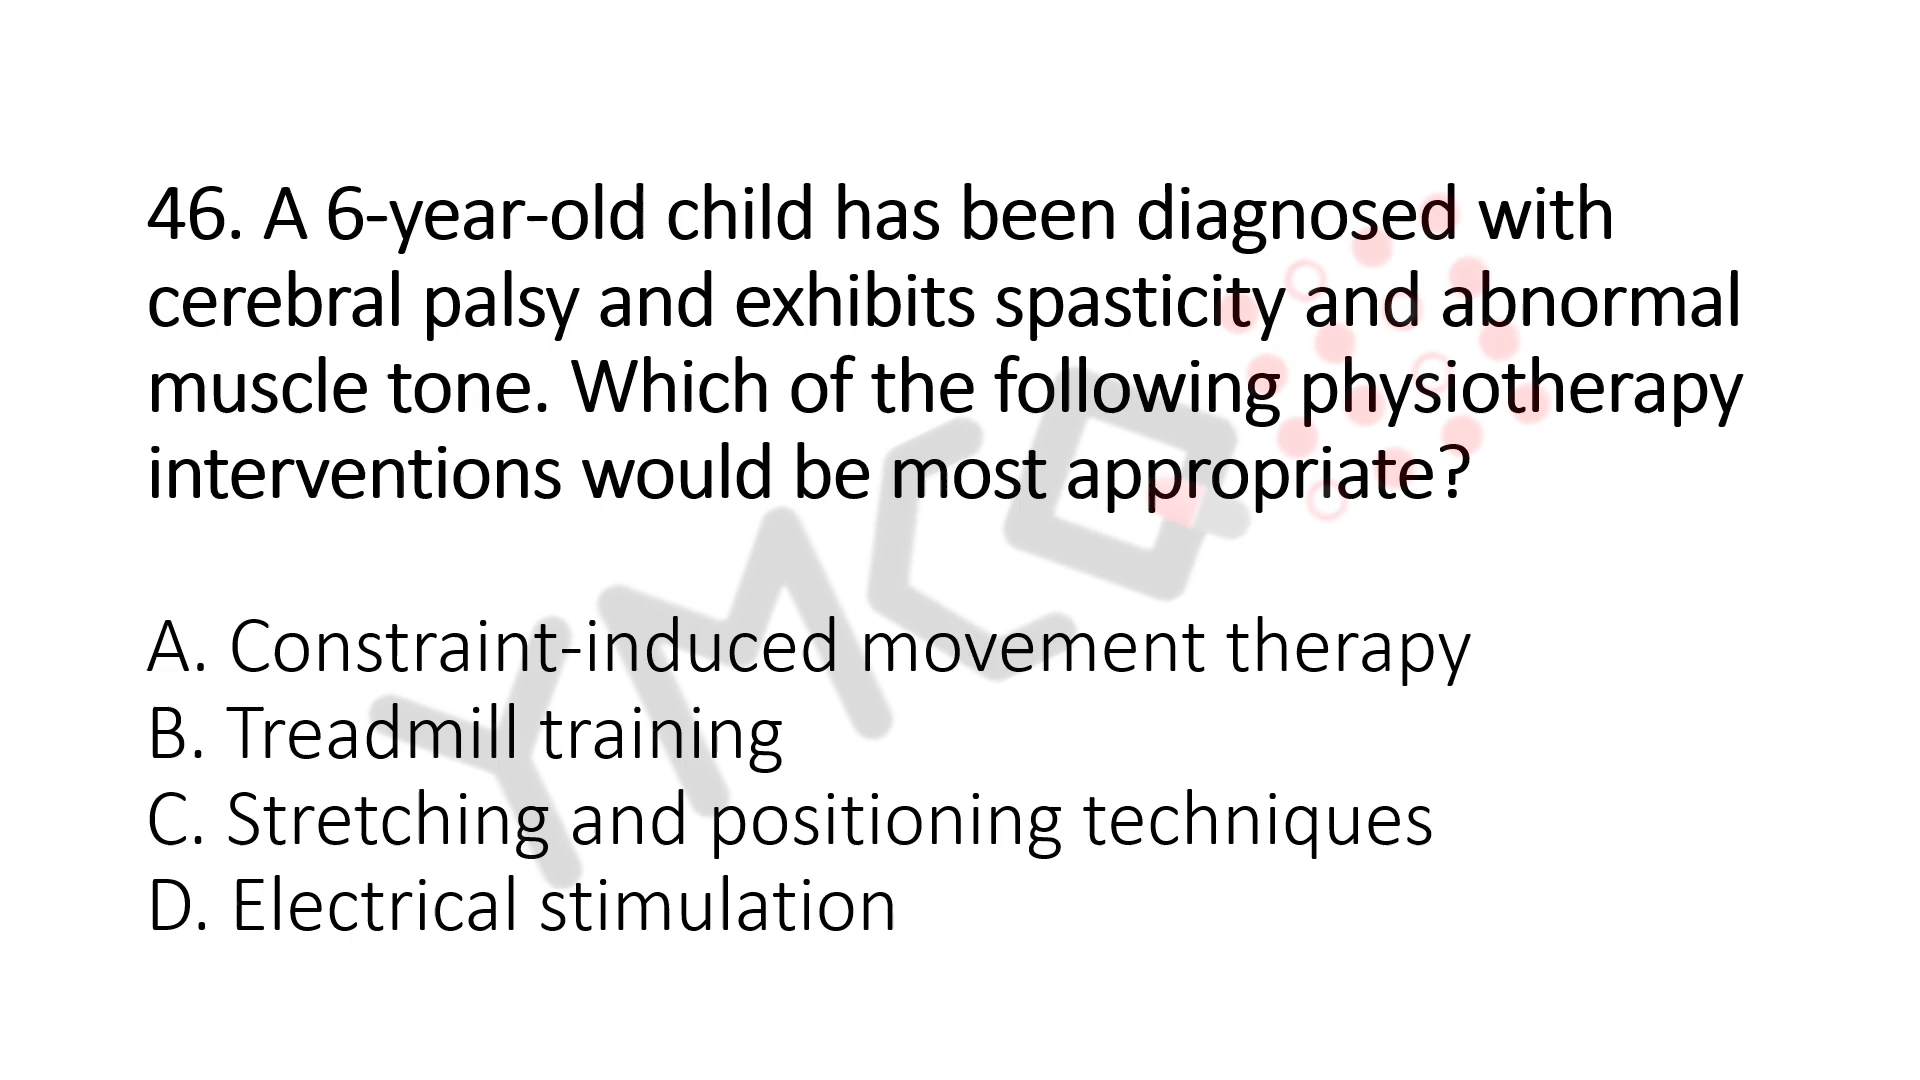 46. A 6-year-old child has been diagnosed with
cerebral palsy and exhibits spasticity and abnormal
muscle tone. Which of the following physiotherapy
interventions would be most appropriate?
A. Constraint-induced movement therapy
B. Treadmill training
C. Stretching and positioning techniques
D. Electrical stimulation
YMCQ